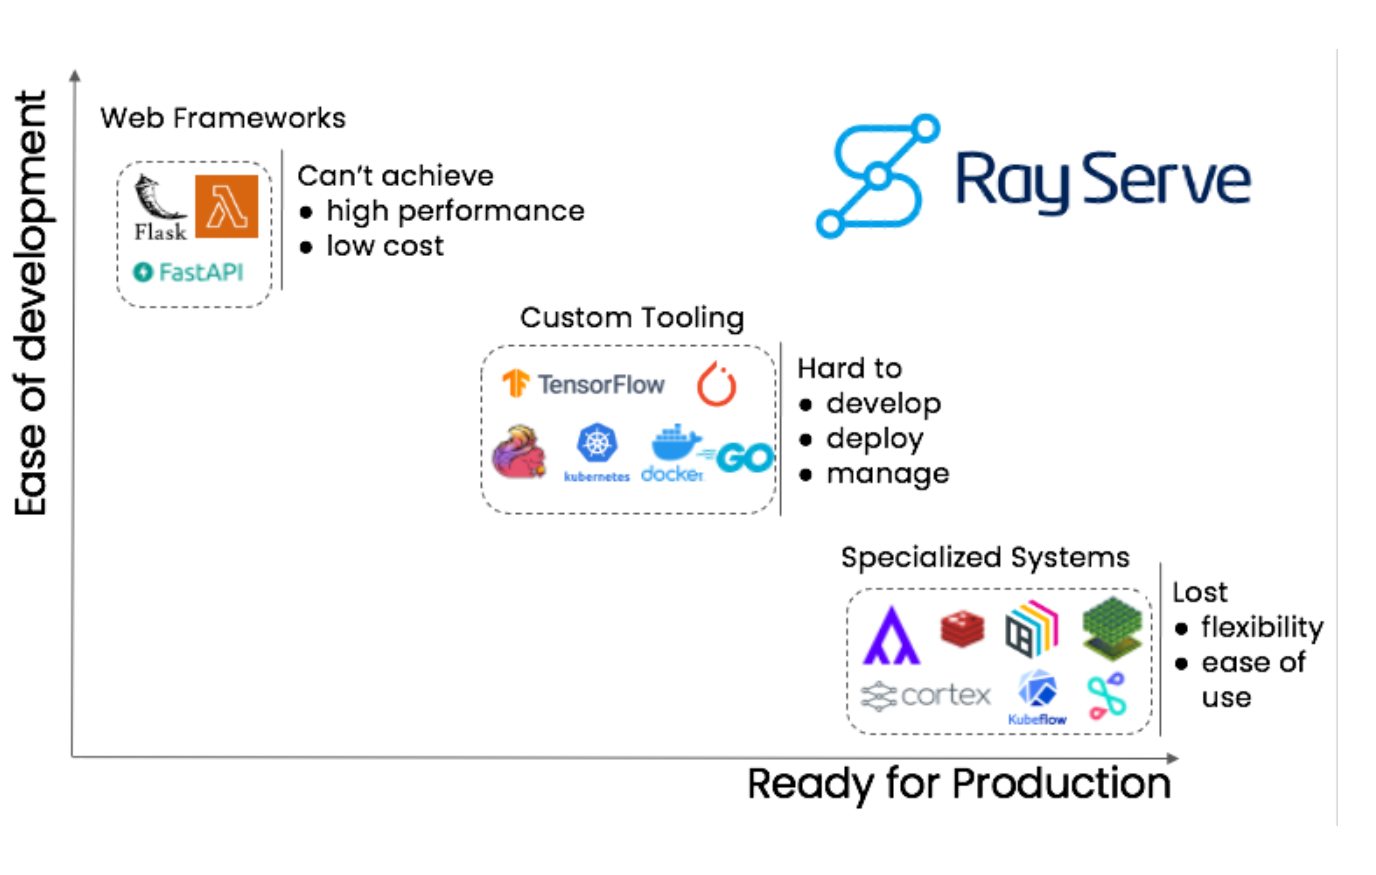 Ease of development
Web Frameworks
Flask
FastAPI
Can't achieve
● high performance
● low cost
Ray Serve
Custom Tooling
TensorFlow
kubernetes
docker
GO
Hard to
● develop
● deploy
● manage
Specialized Systems
cortex
Kubeflow
Lost
● flexibility
● ease of
use
Ready for Production